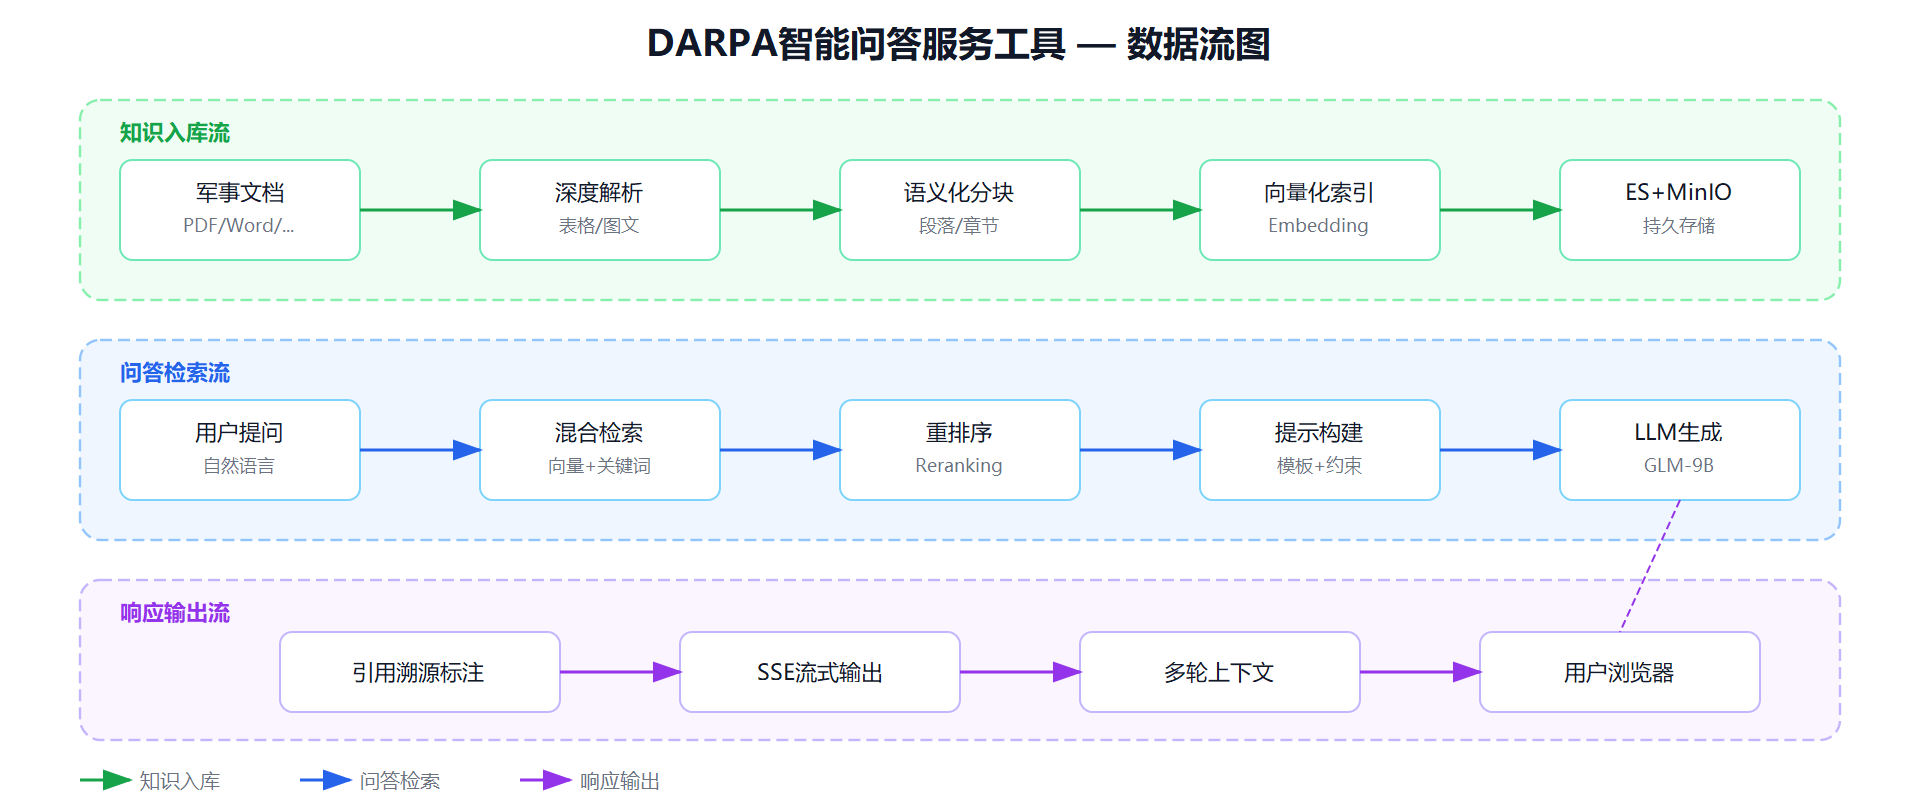 DARPA智能问答服务工具 — 数据流图
知识入库流
军事文档
PDF/Word/...
深度解析
表格/图文
语义化分块
段落/章节
向量化索引
Embedding
ES+MinIO
持久存储
问答检索流
用户提问
自然语言
混合检索
向量+关键词
重排序
Reranking
提示构建
模板+约束
LLM生成
GLM-9B
响应输出流
引用溯源标注
SSE流式输出
多轮上下文
用户浏览器
知识入库
问答检索
响应输出